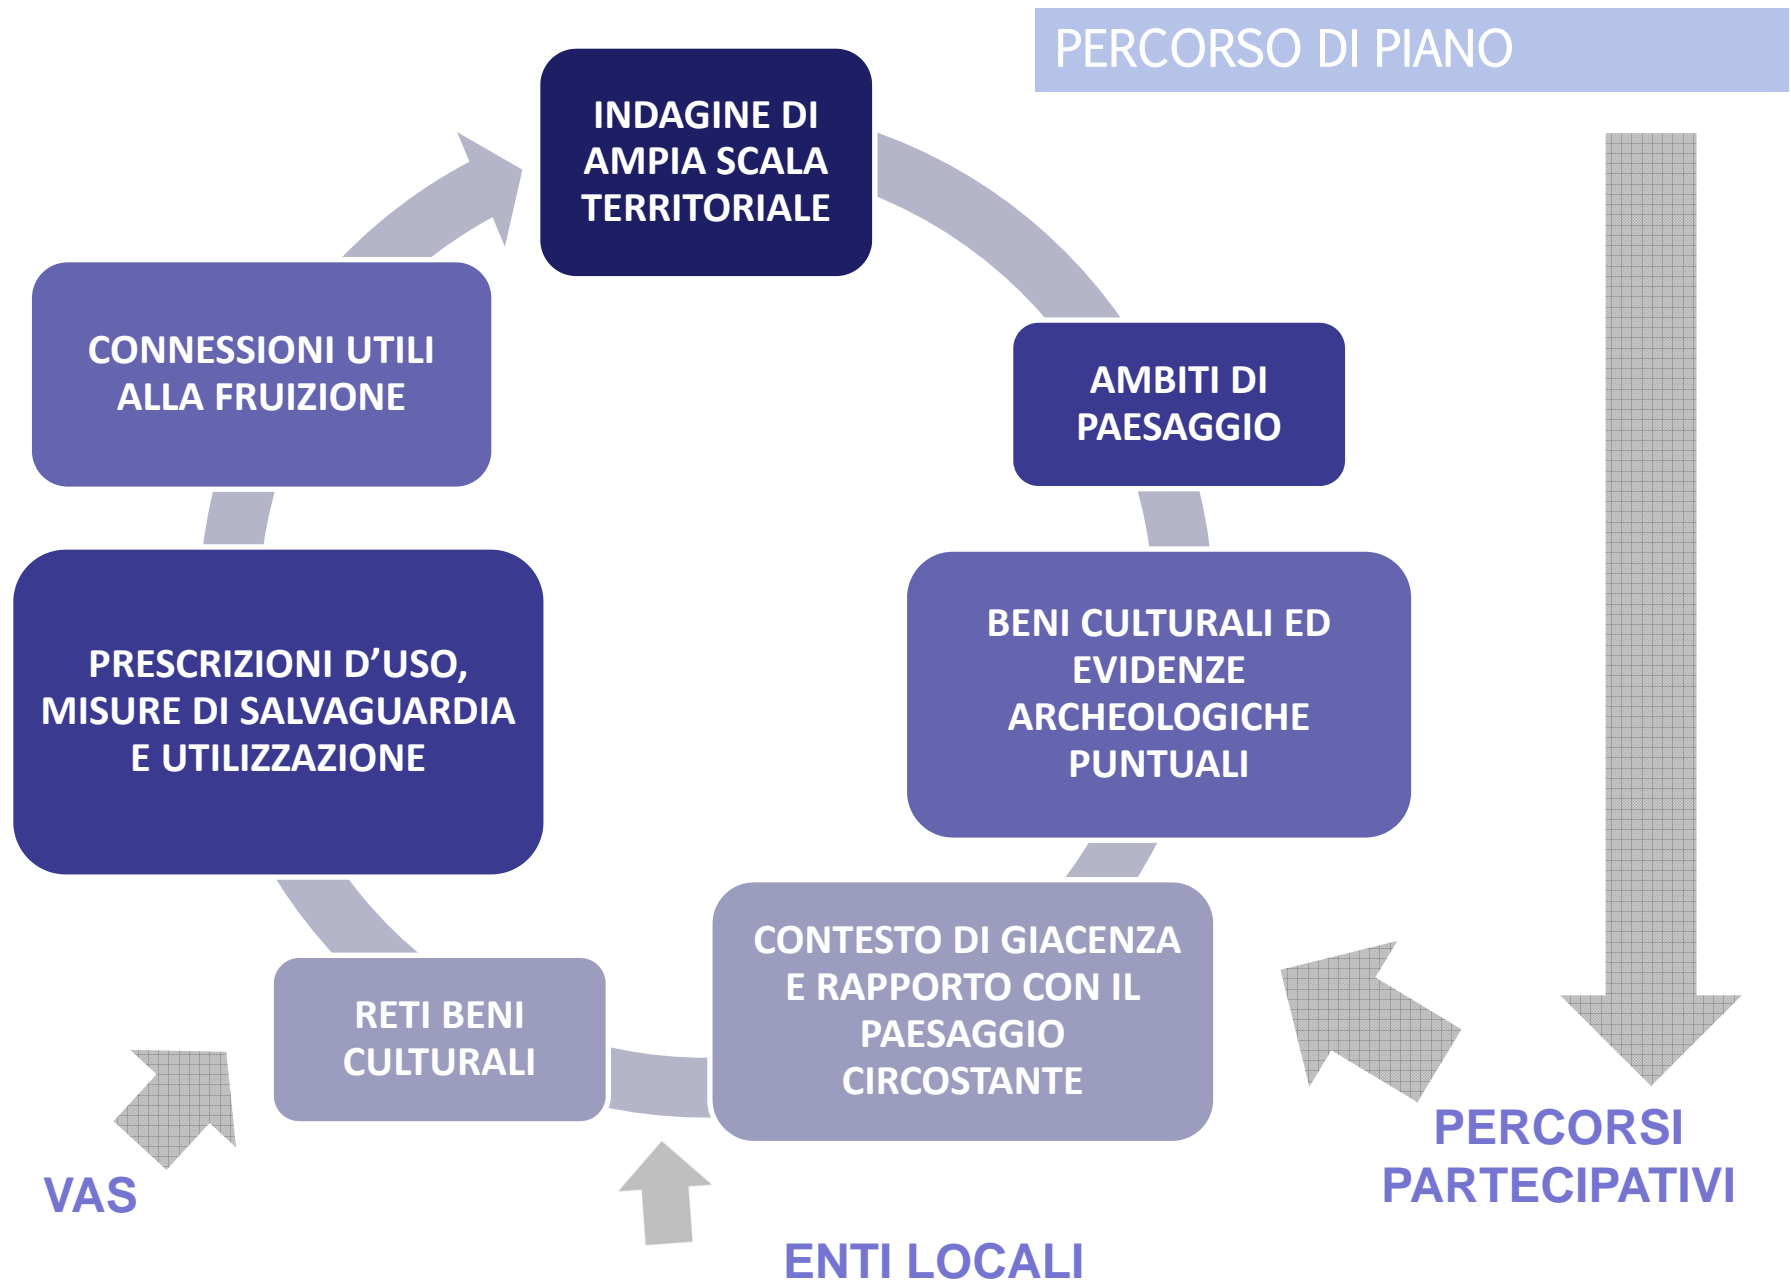 PERCORSO DI PIANO
INDAGINE DI
AMPIA SCALA
TERRITORIALE
AMBITI DI
PAESAGGIO
BENI CULTURALI ED
EVIDENZE
ARCHEOLOGICHE
PUNTUALI
CONTESTO DI GIACENZA
E RAPPORTO CON IL
PAESAGGIO
CIRCOSTANTE
RETI BENI
CULTURALI
PRESCRIZIONI D’USO,
MISURE DI SALVAGUARDIA
E UTILIZZAZIONE
CONNESSIONI UTILI
ALLA FRUIZIONE
VAS
ENTI LOCALI
PERCORSI
PARTECIPATIVI